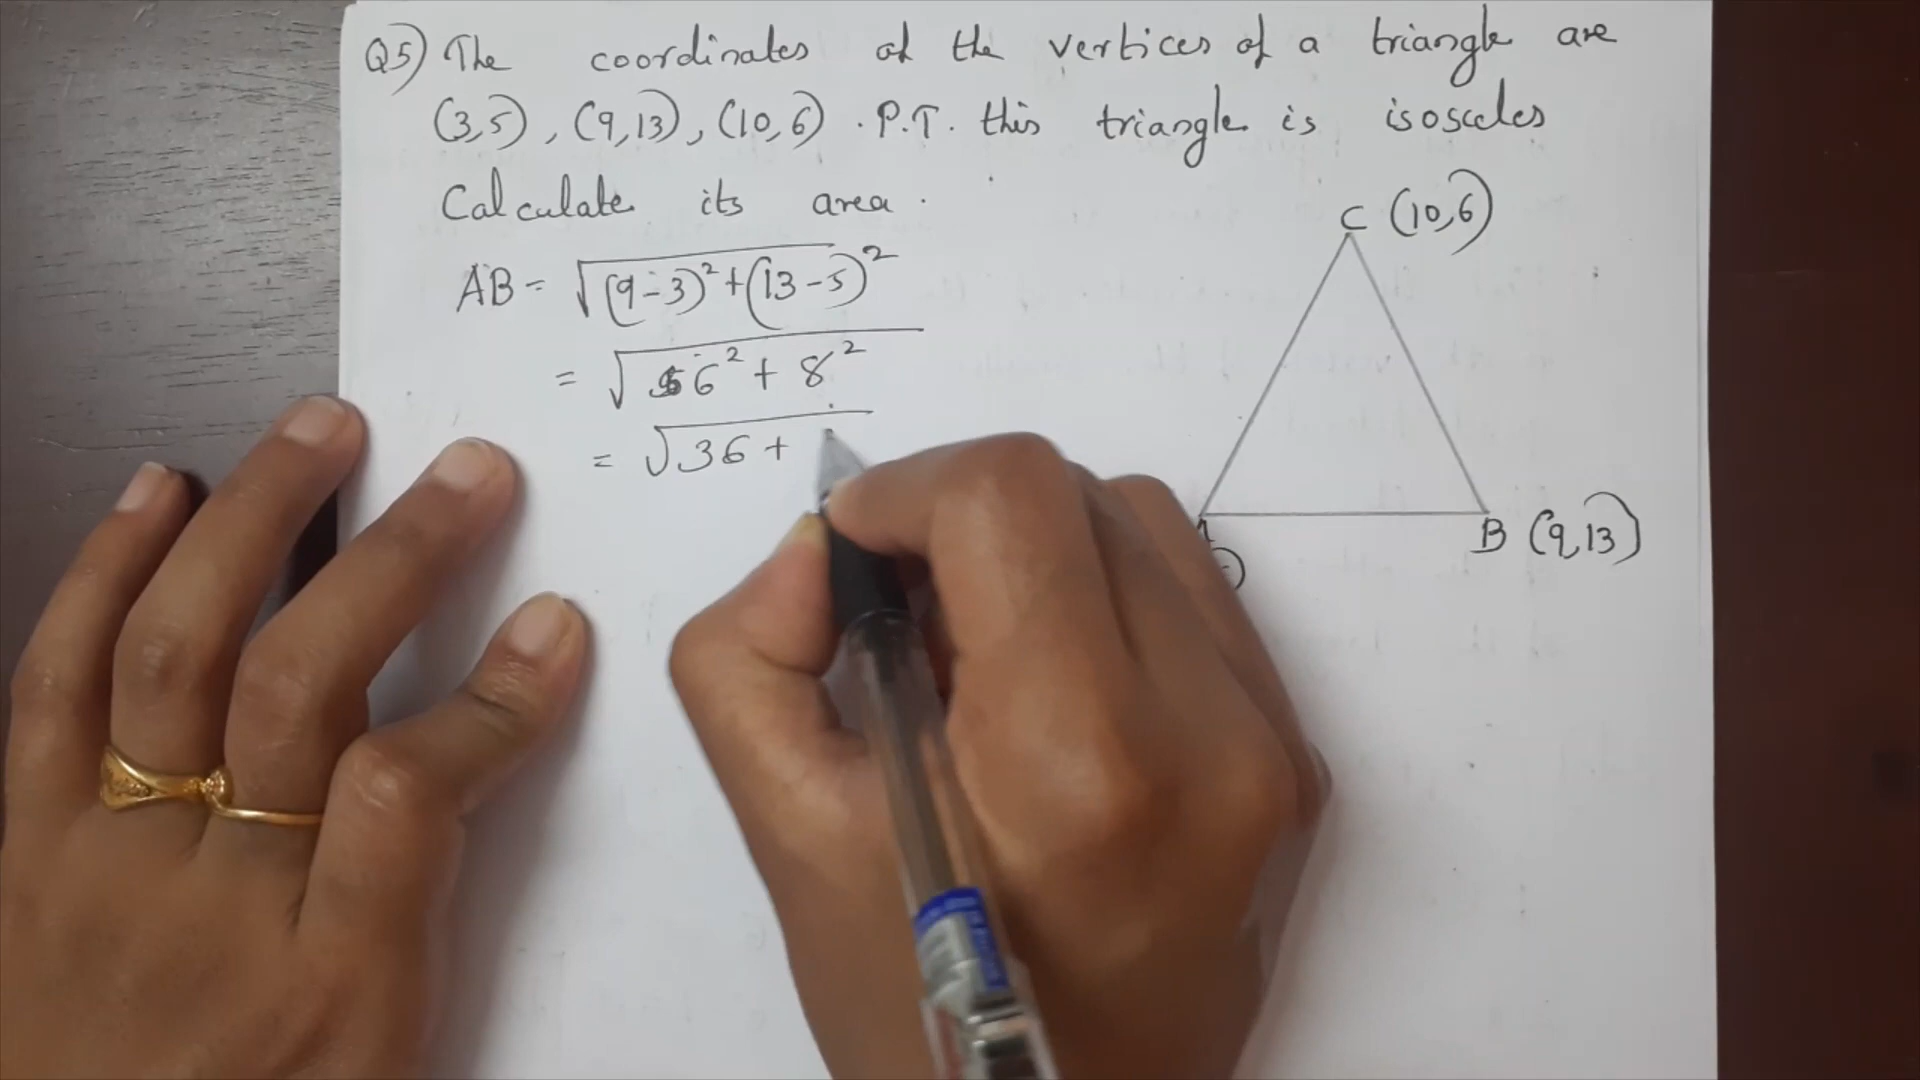 Q5) The coordinates of the vertices of a triangle are
(3,5), (9,13), (10,6). P.T. this triangle is isosceles
Calculate its area.
C (10,6)
AB = √(9-3)²+(13-5)²
= √6²+8²
= √36+
B (9,13)